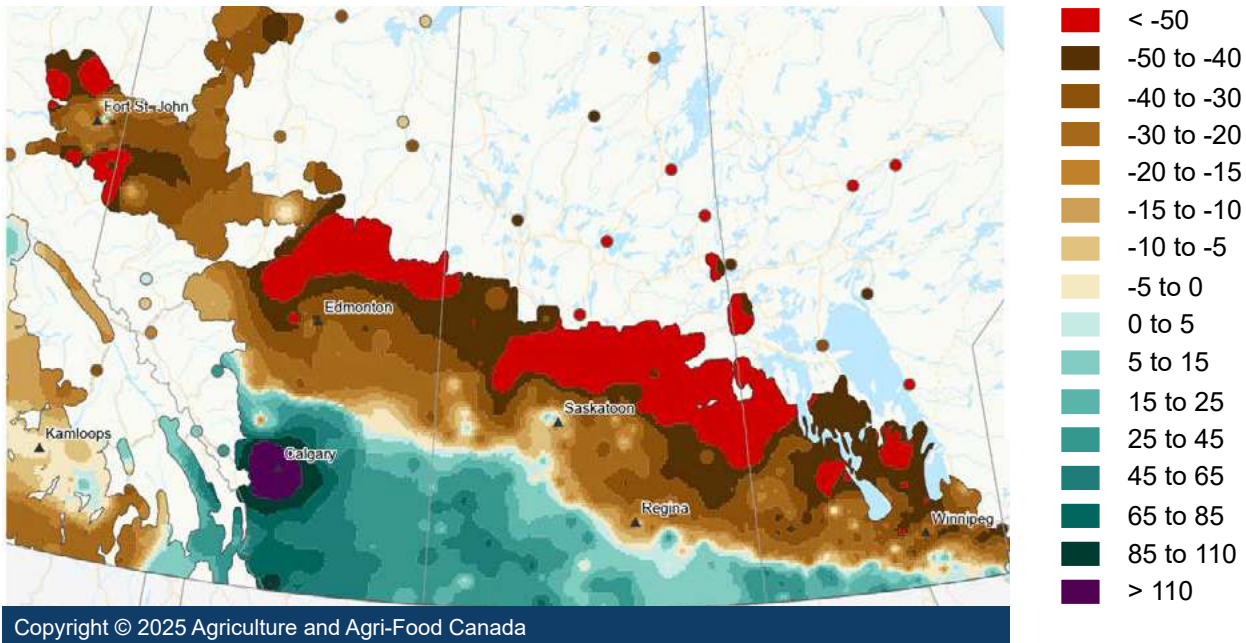 Fort St. John
Edmonton
Saskatoon
Kamloops
Calgary
Regina
Winnipeg
< -50
-50 to -40
-40 to -30
-30 to -20
-20 to -15
-15 to -10
-10 to -5
-5 to 0
0 to 5
5 to 15
15 to 25
25 to 45
45 to 65
65 to 85
85 to 110
> 110
Copyright © 2025 Agriculture and Agri-Food Canada